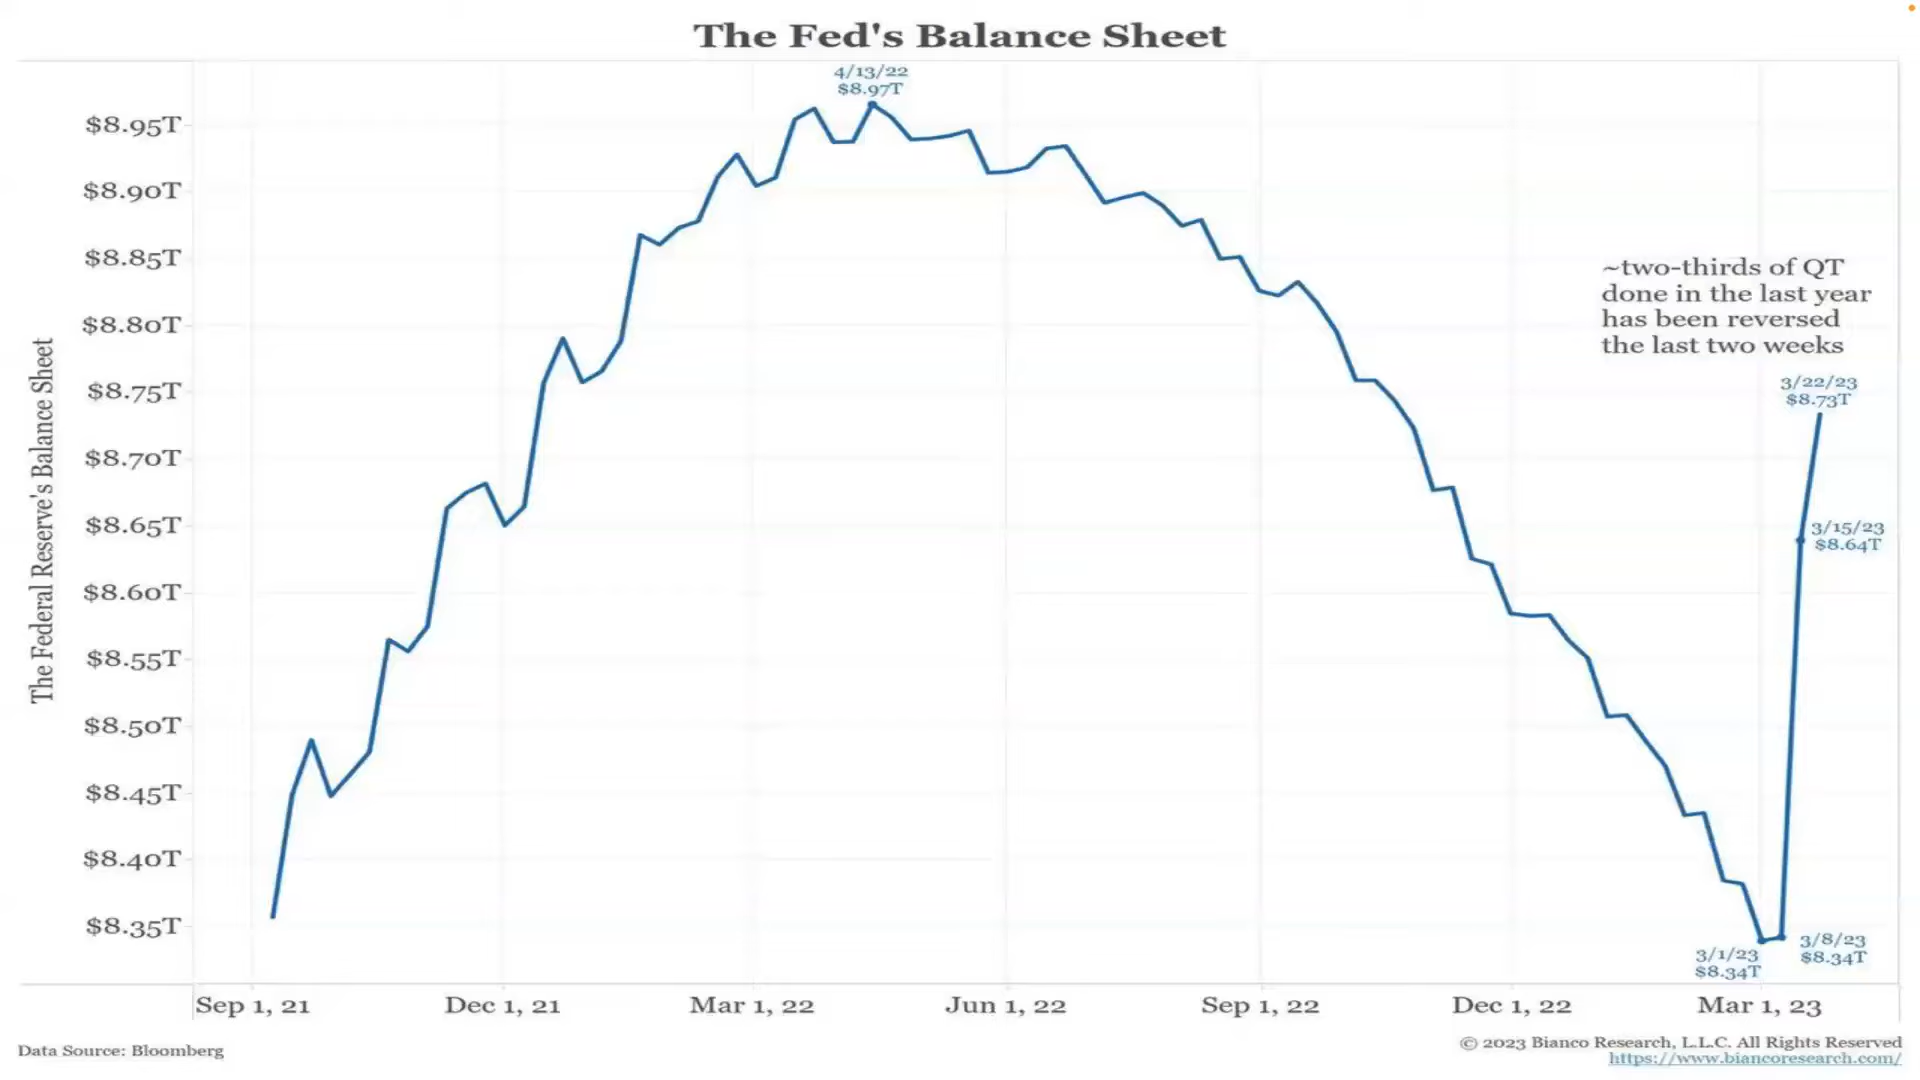 The Fed's Balance Sheet
4/13/22
$8.97T
$8.95T
$8.90T
$8.85T
$8.80T
$8.75T
$8.70T
$8.65T
$8.60T
$8.55T
$8.50T
$8.45T
$8.40T
$8.35T
The Federal Reserve's Balance Sheet
~two-thirds of QT
done in the last year
has been reversed
the last two weeks
3/22/23
$8.73T
3/15/23
$8.64T
3/8/23
$8.34T
3/1/23
$8.34T
Sep 1, 21
Dec 1, 21
Mar 1, 22
Jun 1, 22
Sep 1, 22
Dec 1, 22
Mar 1, 23
Data Source: Bloomberg
© 2023 Bianco Research, L.L.C. All Rights Reserved
https://www.biancoresearch.com/